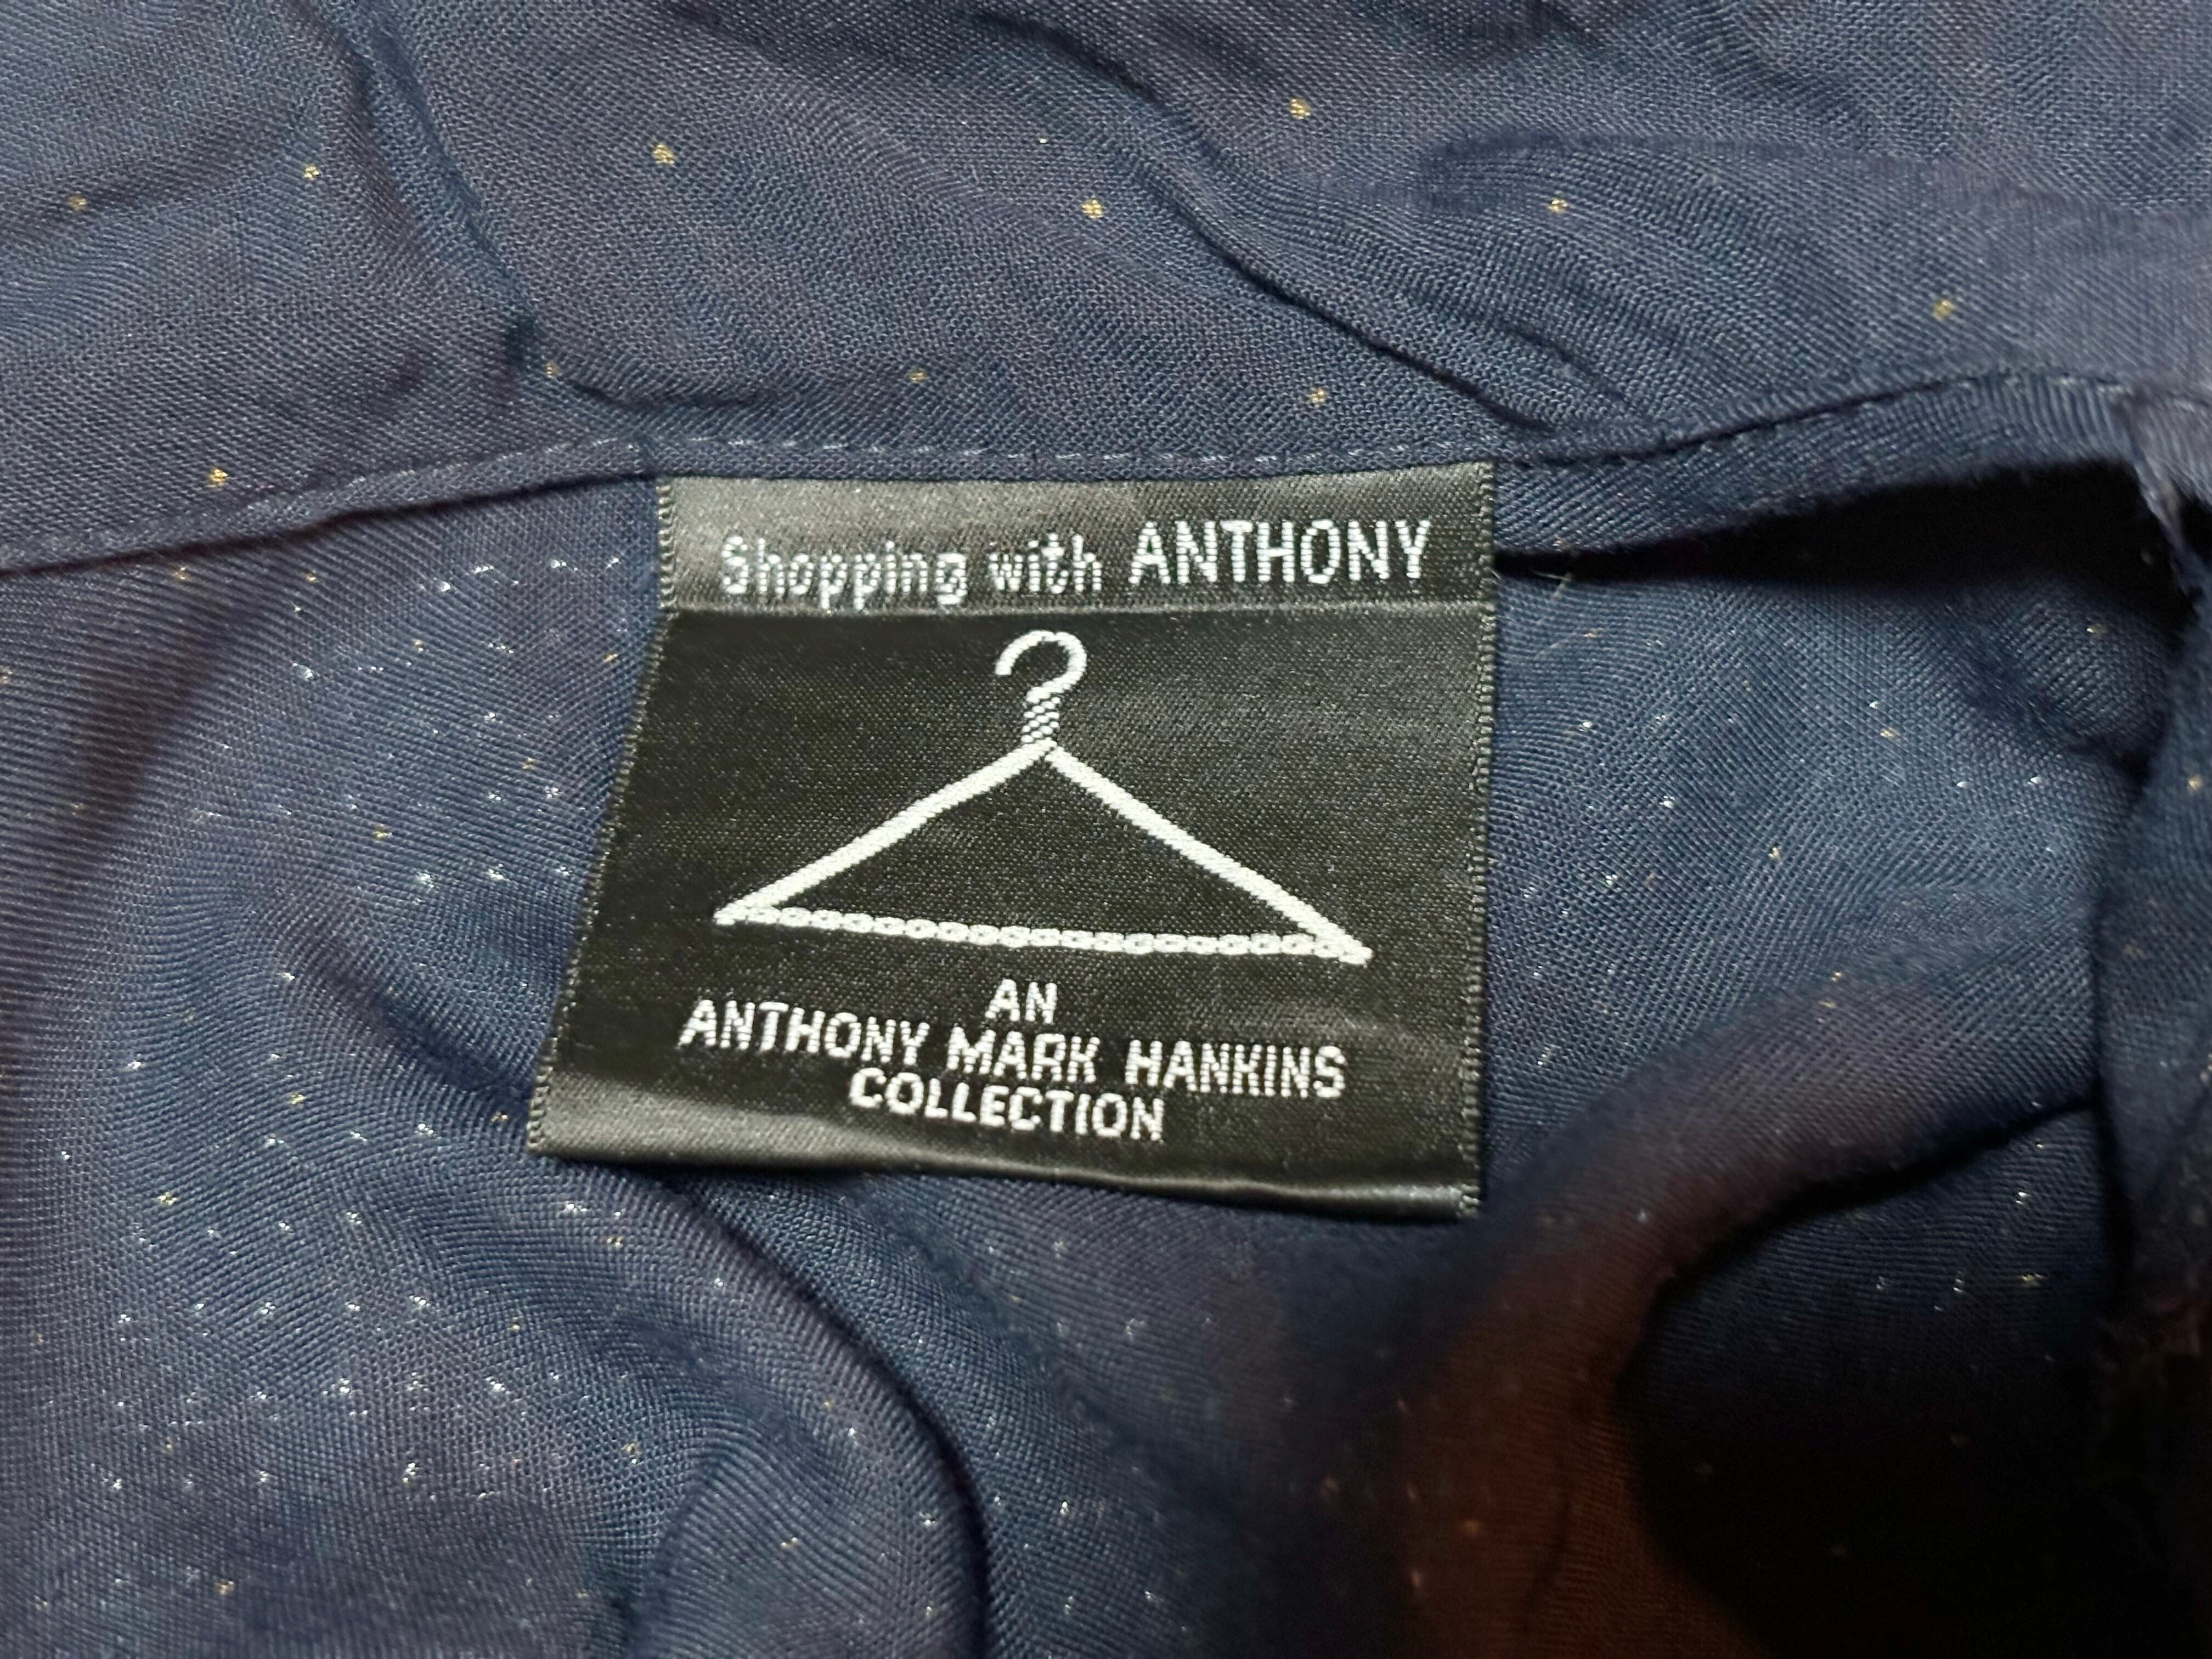 Shopping with ANTHONY
AN
ANTHONY MARK HANKINS
COLLECTION